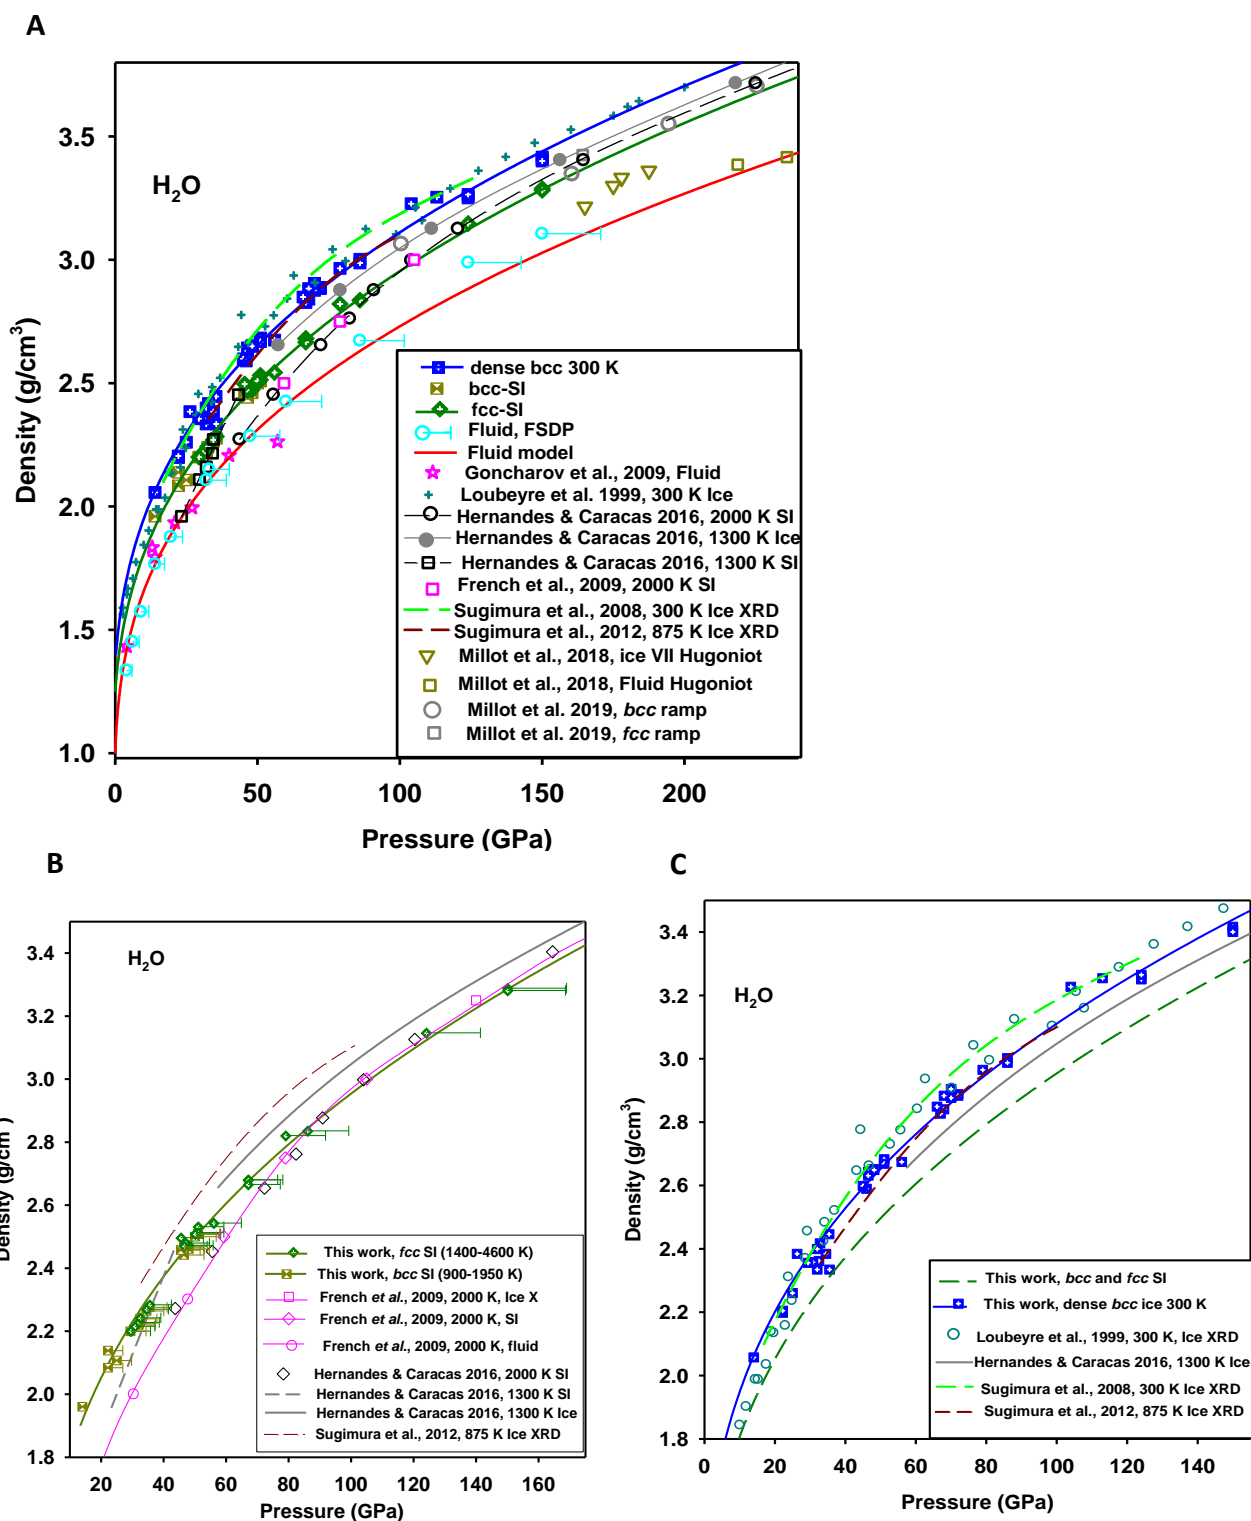 A
H2O
3.5
3.0
2.5
2.0
1.5
1.0
Density (g/cm3)
0 50 100 150 200
Pressure (GPa)
dense bcc 300 K
bcc-SI
fcc-SI
Fluid, FSDP
Fluid model
Goncharov et al., 2009, Fluid
Loubeyre et al. 1999, 300 K Ice
Hernandes & Caracas 2016, 2000 K SI
Hernandes & Caracas 2016, 1300 K Ice
Hernandes & Caracas 2016, 1300 K SI
French et al., 2009, 2000 K SI
Sugimura et al., 2008, 300 K Ice XRD
Sugimura et al., 2012, 875 K Ice XRD
Millot et al., 2018, ice VII Hugoniot
Millot et al., 2018, Fluid Hugoniot
Millot et al. 2019, bcc ramp
Millot et al. 2019, fcc ramp
B
H2O
3.4
3.2
3.0
2.8
2.6
2.4
2.2
2.0
1.8
Density (g/cm
20 40 60 80 100 120 140 160
Pressure (GPa)
This work, fcc SI (1400-4600 K)
This work, bcc SI (900-1950 K)
French et al., 2009, 2000 K, Ice X
French et al., 2009, 2000 K, SI
French et al., 2009, 2000 K, fluid
Hernandes & Caracas 2016, 2000 K SI
Hernandes & Caracas 2016, 1300 K SI
Hernandes & Caracas 2016, 1300 K Ice
Sugimura et al., 2012, 875 K Ice XRD
C
H2O
3.4
3.2
3.0
2.8
2.6
2.4
2.2
2.0
1.8
Density (g/cm3)
0 20 40 60 80 100 120 140
Pressure (GPa)
This work, bcc and fcc SI
This work, dense bcc ice 300 K
Loubeyre et al., 1999, 300 K, Ice XRD
Hernandes & Caracas 2016, 1300 K Ice
Sugimura et al., 2008, 300 K Ice XRD
Sugimura et al., 2012, 875 K Ice XRD